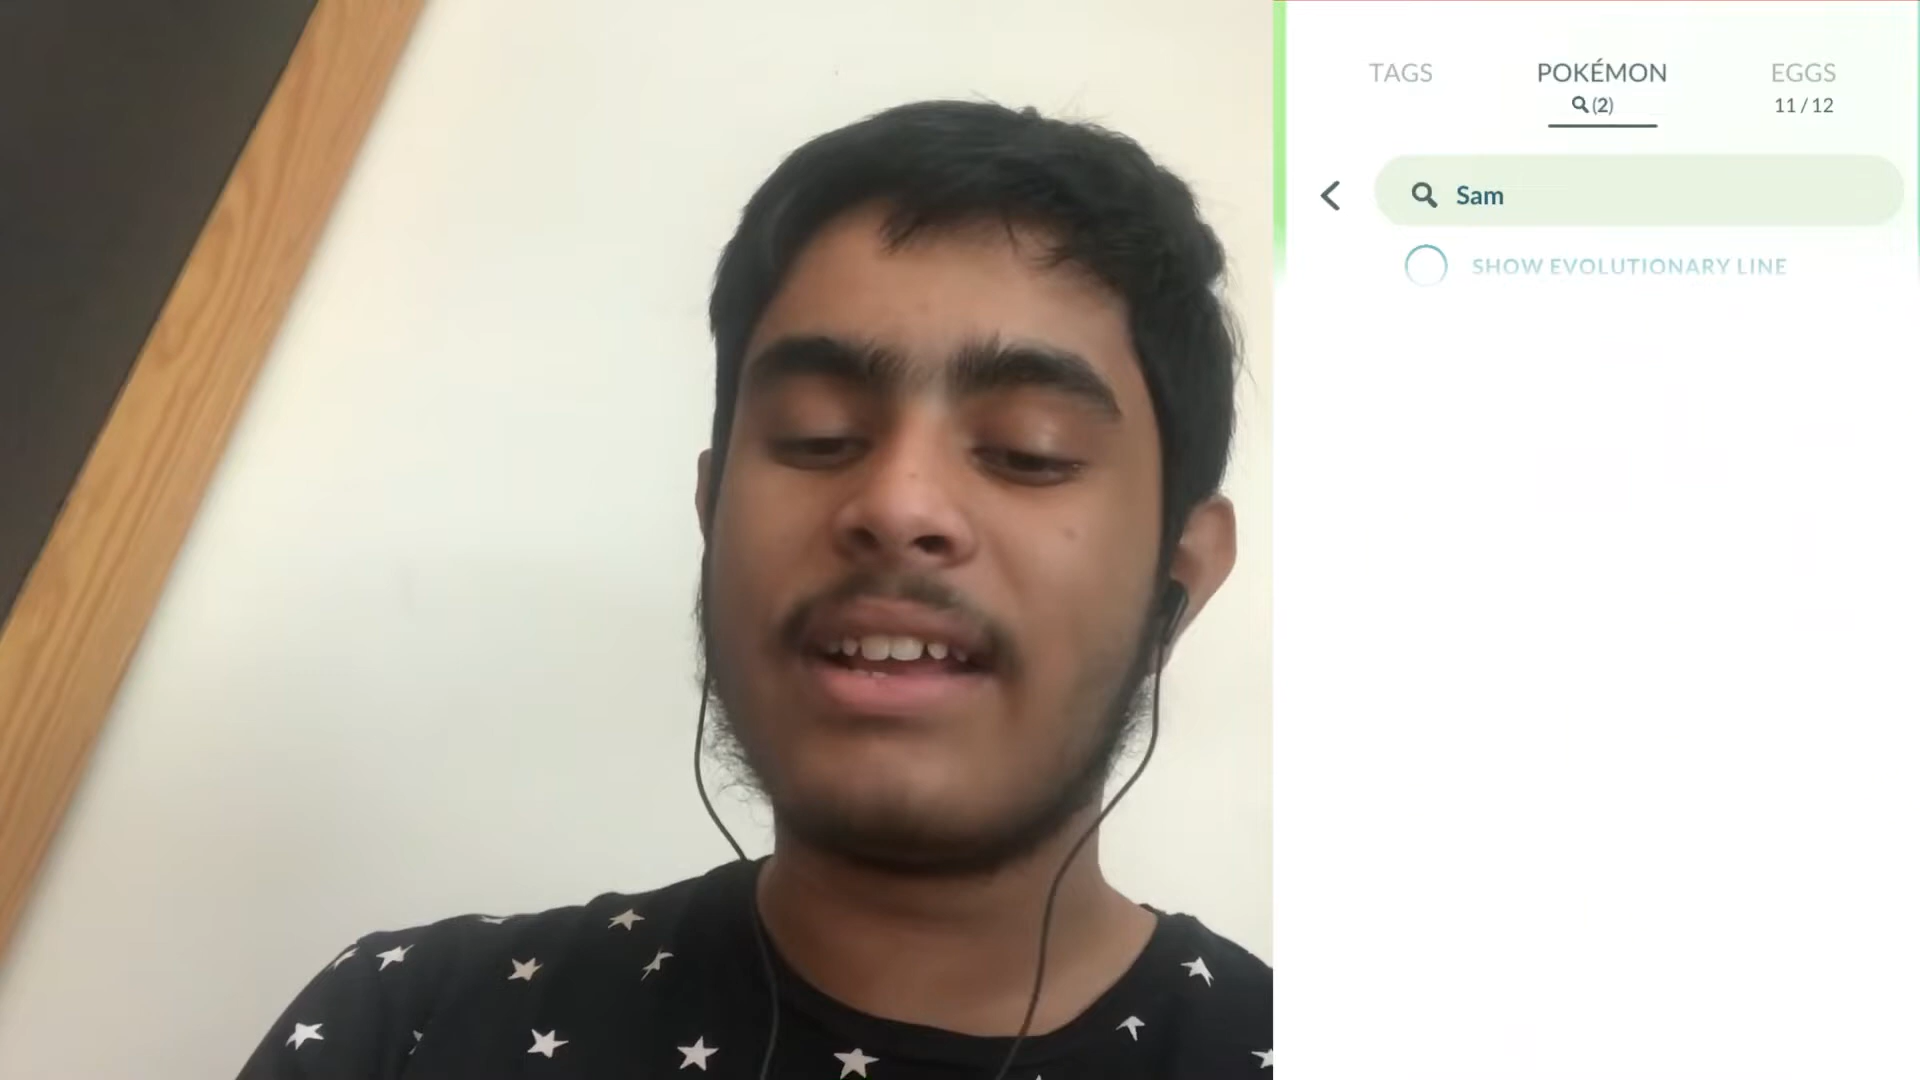 TAGS
POKÉMON
EGGS
(2)
11 / 12
Sam
SHOW EVOLUTIONARY LINE